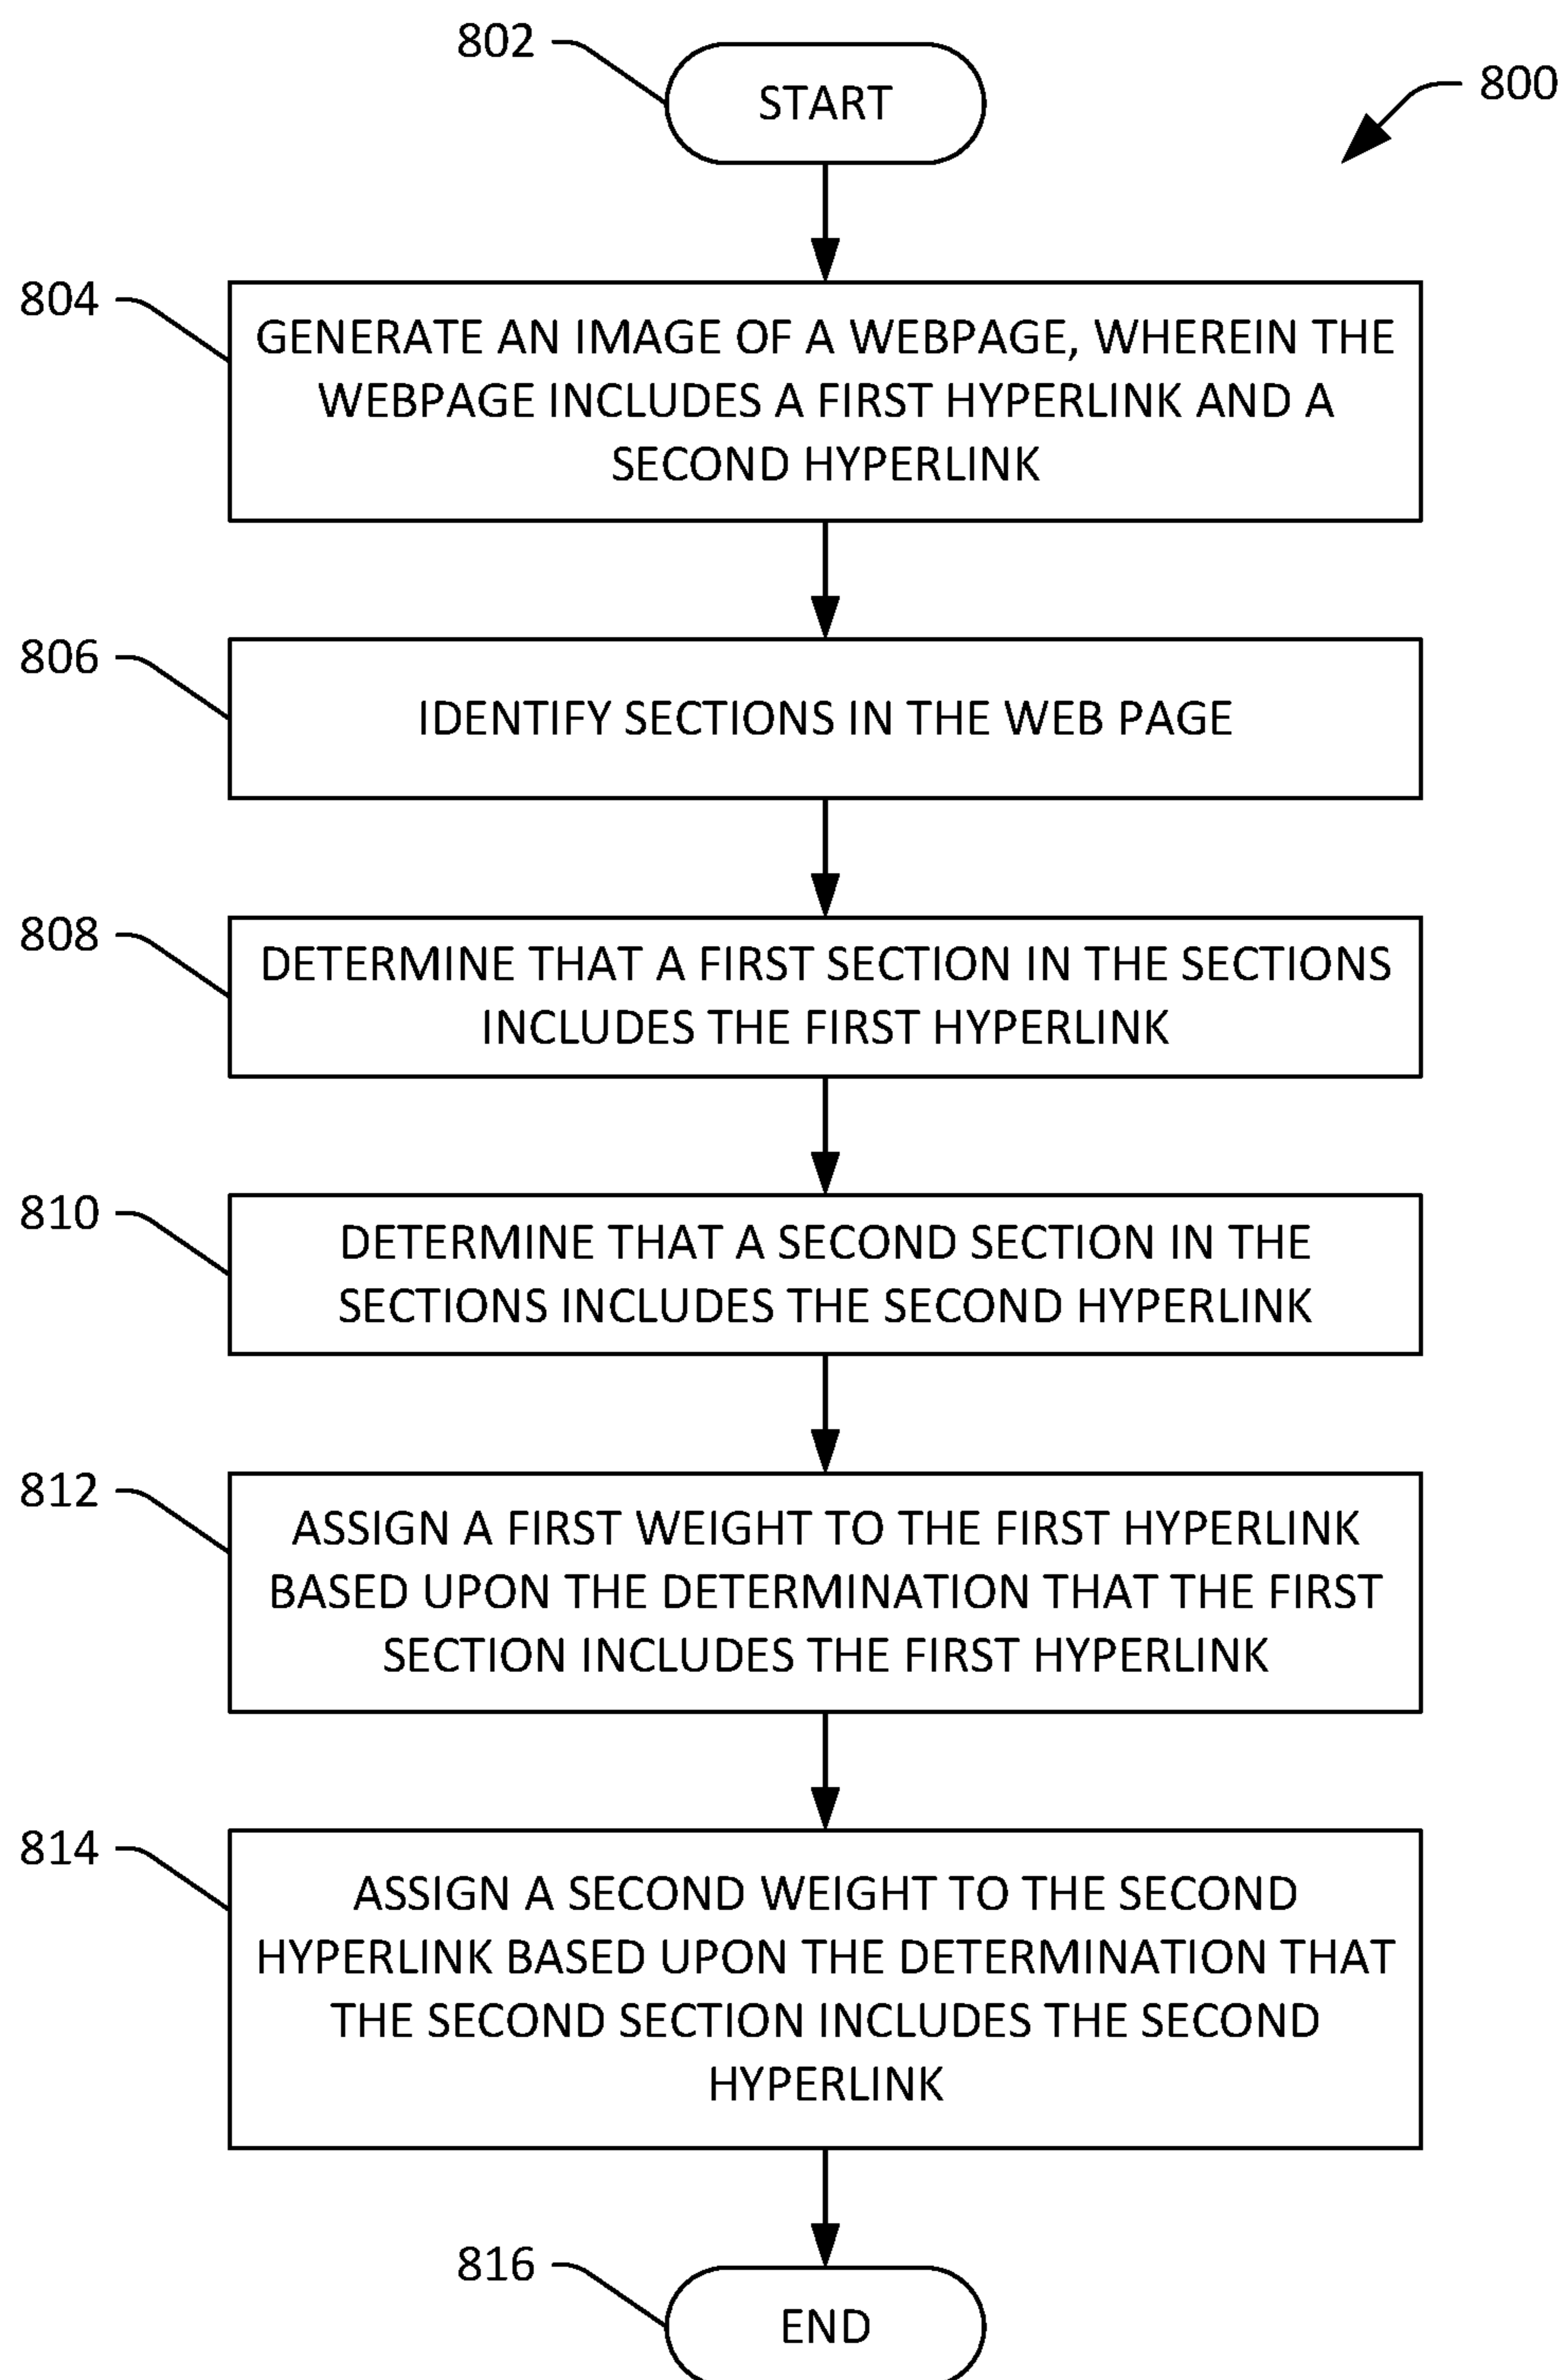 802
START
800
804
GENERATE AN IMAGE OF A WEBPAGE, WHEREIN THE
WEBPAGE INCLUDES A FIRST HYPERLINK AND A
SECOND HYPERLINK
806
IDENTIFY SECTIONS IN THE WEB PAGE
808
DETERMINE THAT A FIRST SECTION IN THE SECTIONS
INCLUDES THE FIRST HYPERLINK
810
DETERMINE THAT A SECOND SECTION IN THE
SECTIONS INCLUDES THE SECOND HYPERLINK
812
ASSIGN A FIRST WEIGHT TO THE FIRST HYPERLINK
BASED UPON THE DETERMINATION THAT THE FIRST
SECTION INCLUDES THE FIRST HYPERLINK
814
ASSIGN A SECOND WEIGHT TO THE SECOND
HYPERLINK BASED UPON THE DETERMINATION THAT
THE SECOND SECTION INCLUDES THE SECOND
HYPERLINK
816
END